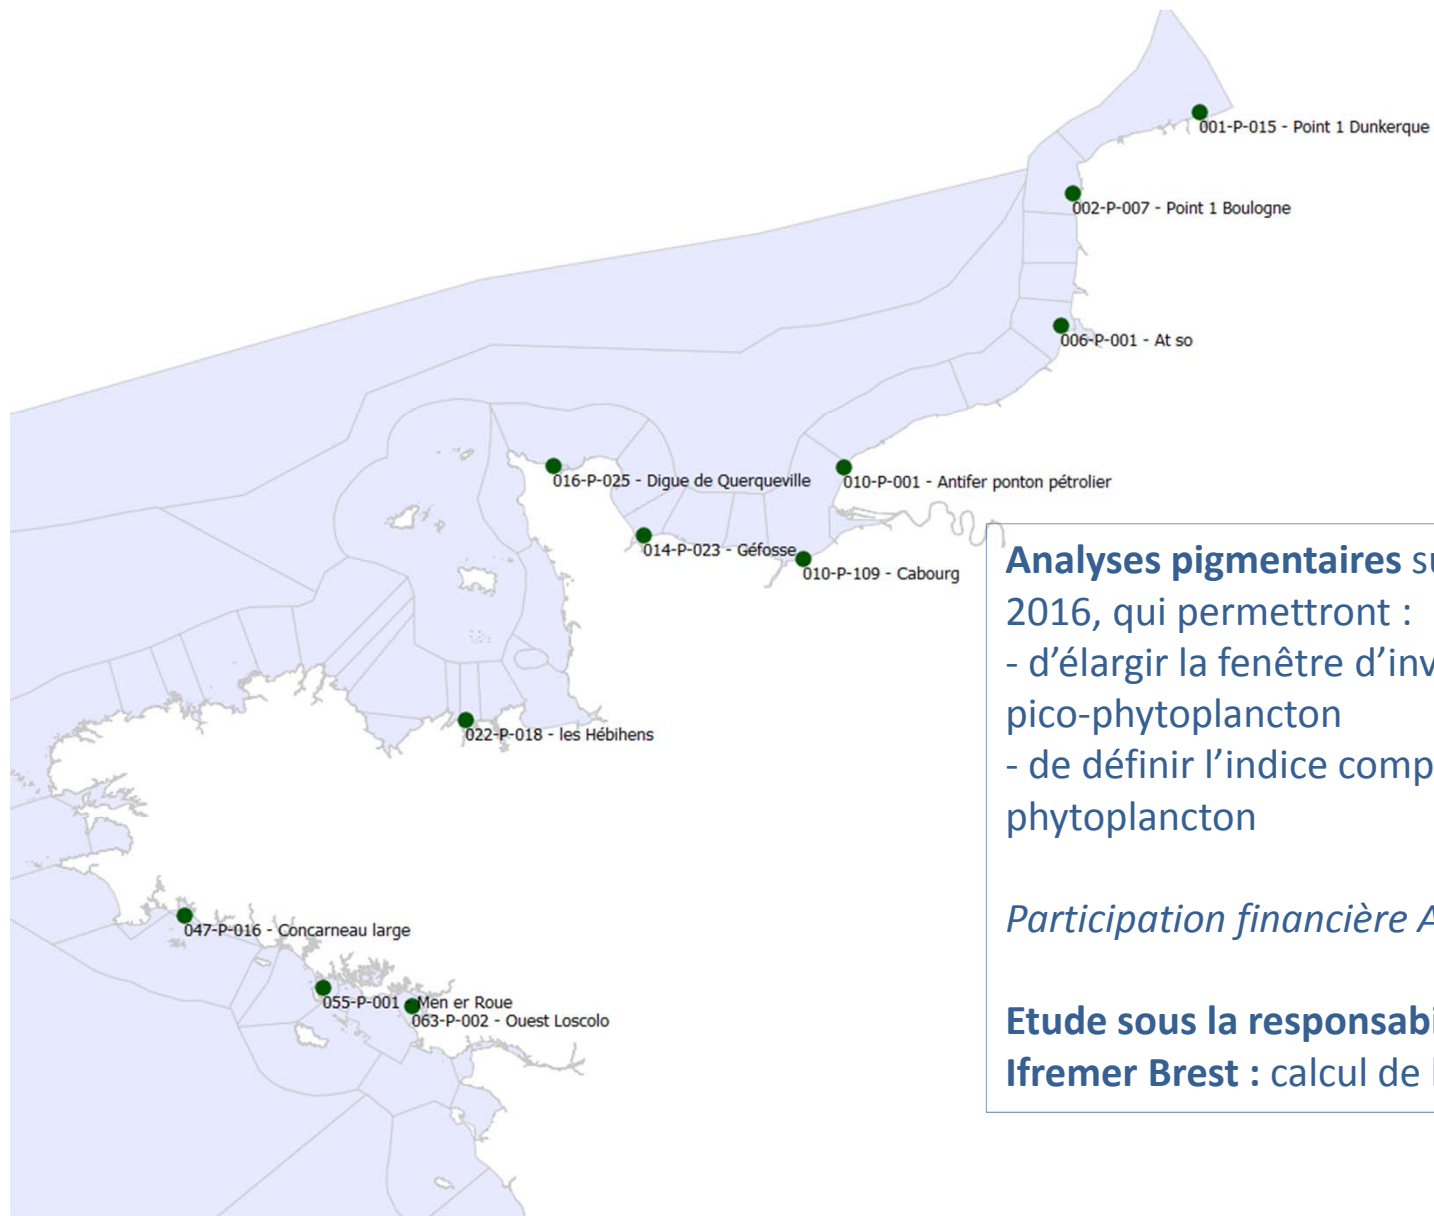 001-P-015 - Point 1 Dunkerque
002-P-007 - Point 1 Boulogne
006-P-001 - At so
016-P-025 - Digue de Querqueville
010-P-001 - Antifer ponton pétrolier
014-P-023 - Géfosse
010-P-109 - Cabourg
022-P-018 - les Hébihens
047-P-016 - Concarneau large
055-P-001 - Men er Roue
063-P-002 - Ouest Loscolo
Analyses pigmentaires
2016, qui permettront :
- d’élargir la fenêtre d’inv
pico-phytoplancton
- de définir l’indice comp
phytoplancton
Participation financière A
Etude sous la responsabi
Ifremer Brest : calcul de